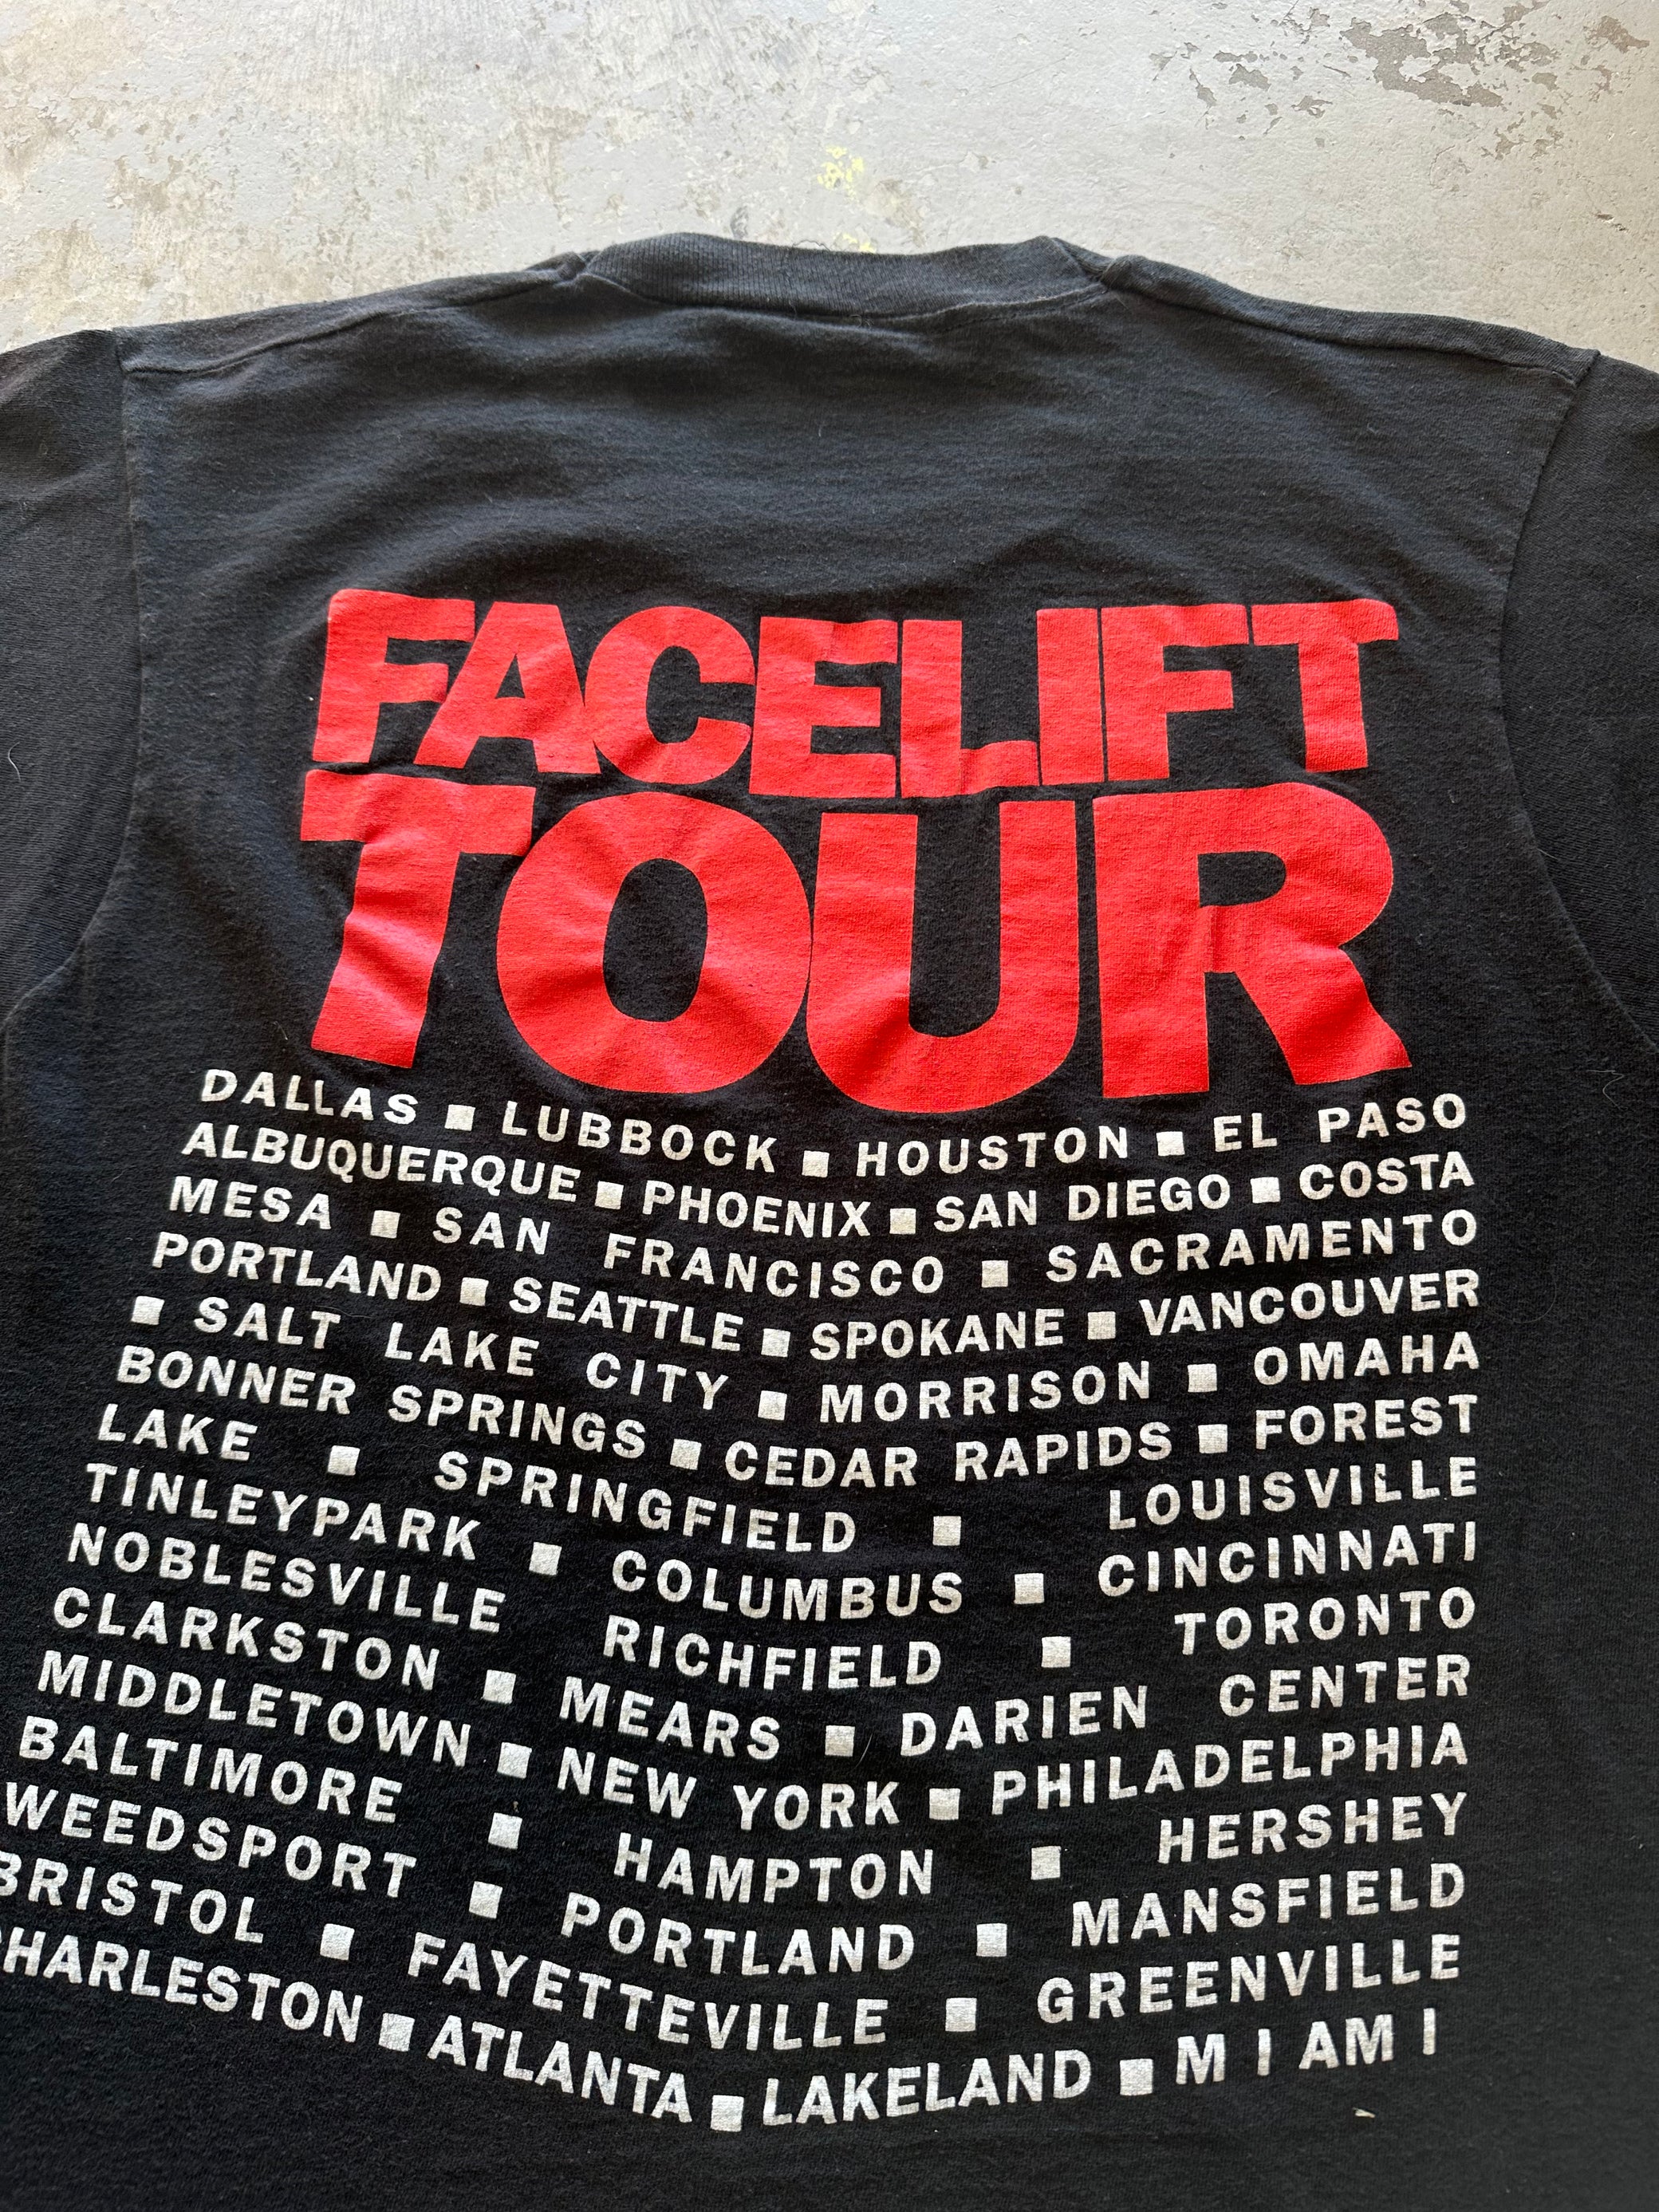 FACELIFT
TOUR
DALLAS ■ LUBBOCK ■ HOUSTON ■ EL PASO
ALBUQUERQUE ■ PHOENIX ■ SAN DIEGO ■ COSTA
MESA ■ SAN FRANCISCO ■ SACRAMENTO
PORTLAND ■ SEATTLE ■ SPOKANE ■ VANCOUVER
■ SALT LAKE CITY ■ MORRISON ■ OMAHA
BONNER SPRINGS ■ CEDAR RAPIDS ■ FOREST
LAKE ■ SPRINGFIELD ■ LOUISVILLE
TINLEYPARK ■ COLUMBUS ■ CINCINNATI
NOBLESVILLE RICHFIELD ■ TORONTO
CLARKSTON ■ MEARS ■ DARIEN CENTER
MIDDLETOWN ■ NEW YORK ■ PHILADELPHIA
BALTIMORE ■ HAMPTON ■ HERSHEY
WEEDSPORT ■ PORTLAND ■ MANSFIELD
BRISTOL ■ FAYETTEVILLE ■ GREENVILLE
CHARLESTON ■ ATLANTA ■ LAKELAND ■ MIAMI